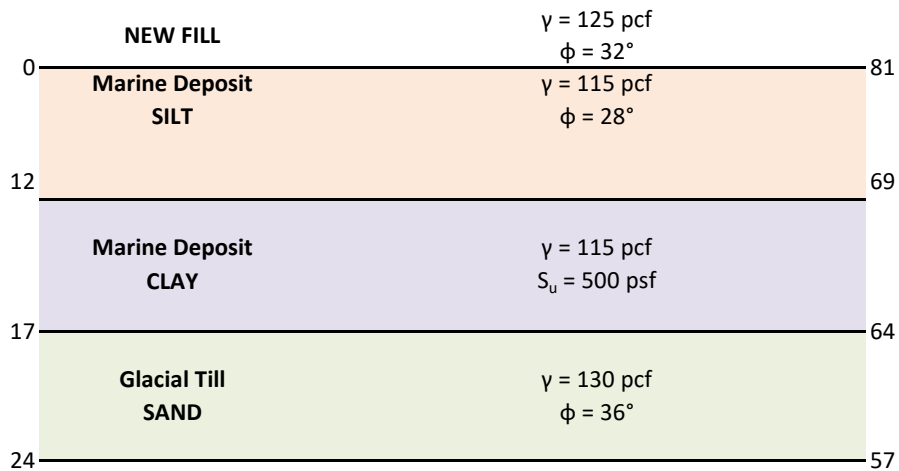 NEW FILL
γ = 125 pcf
ϕ = 32°
0
81
Marine Deposit
γ = 115 pcf
SILT
ϕ = 28°
12
69
Marine Deposit
γ = 115 pcf
CLAY
Su = 500 psf
17
64
Glacial Till
γ = 130 pcf
SAND
ϕ = 36°
24
57